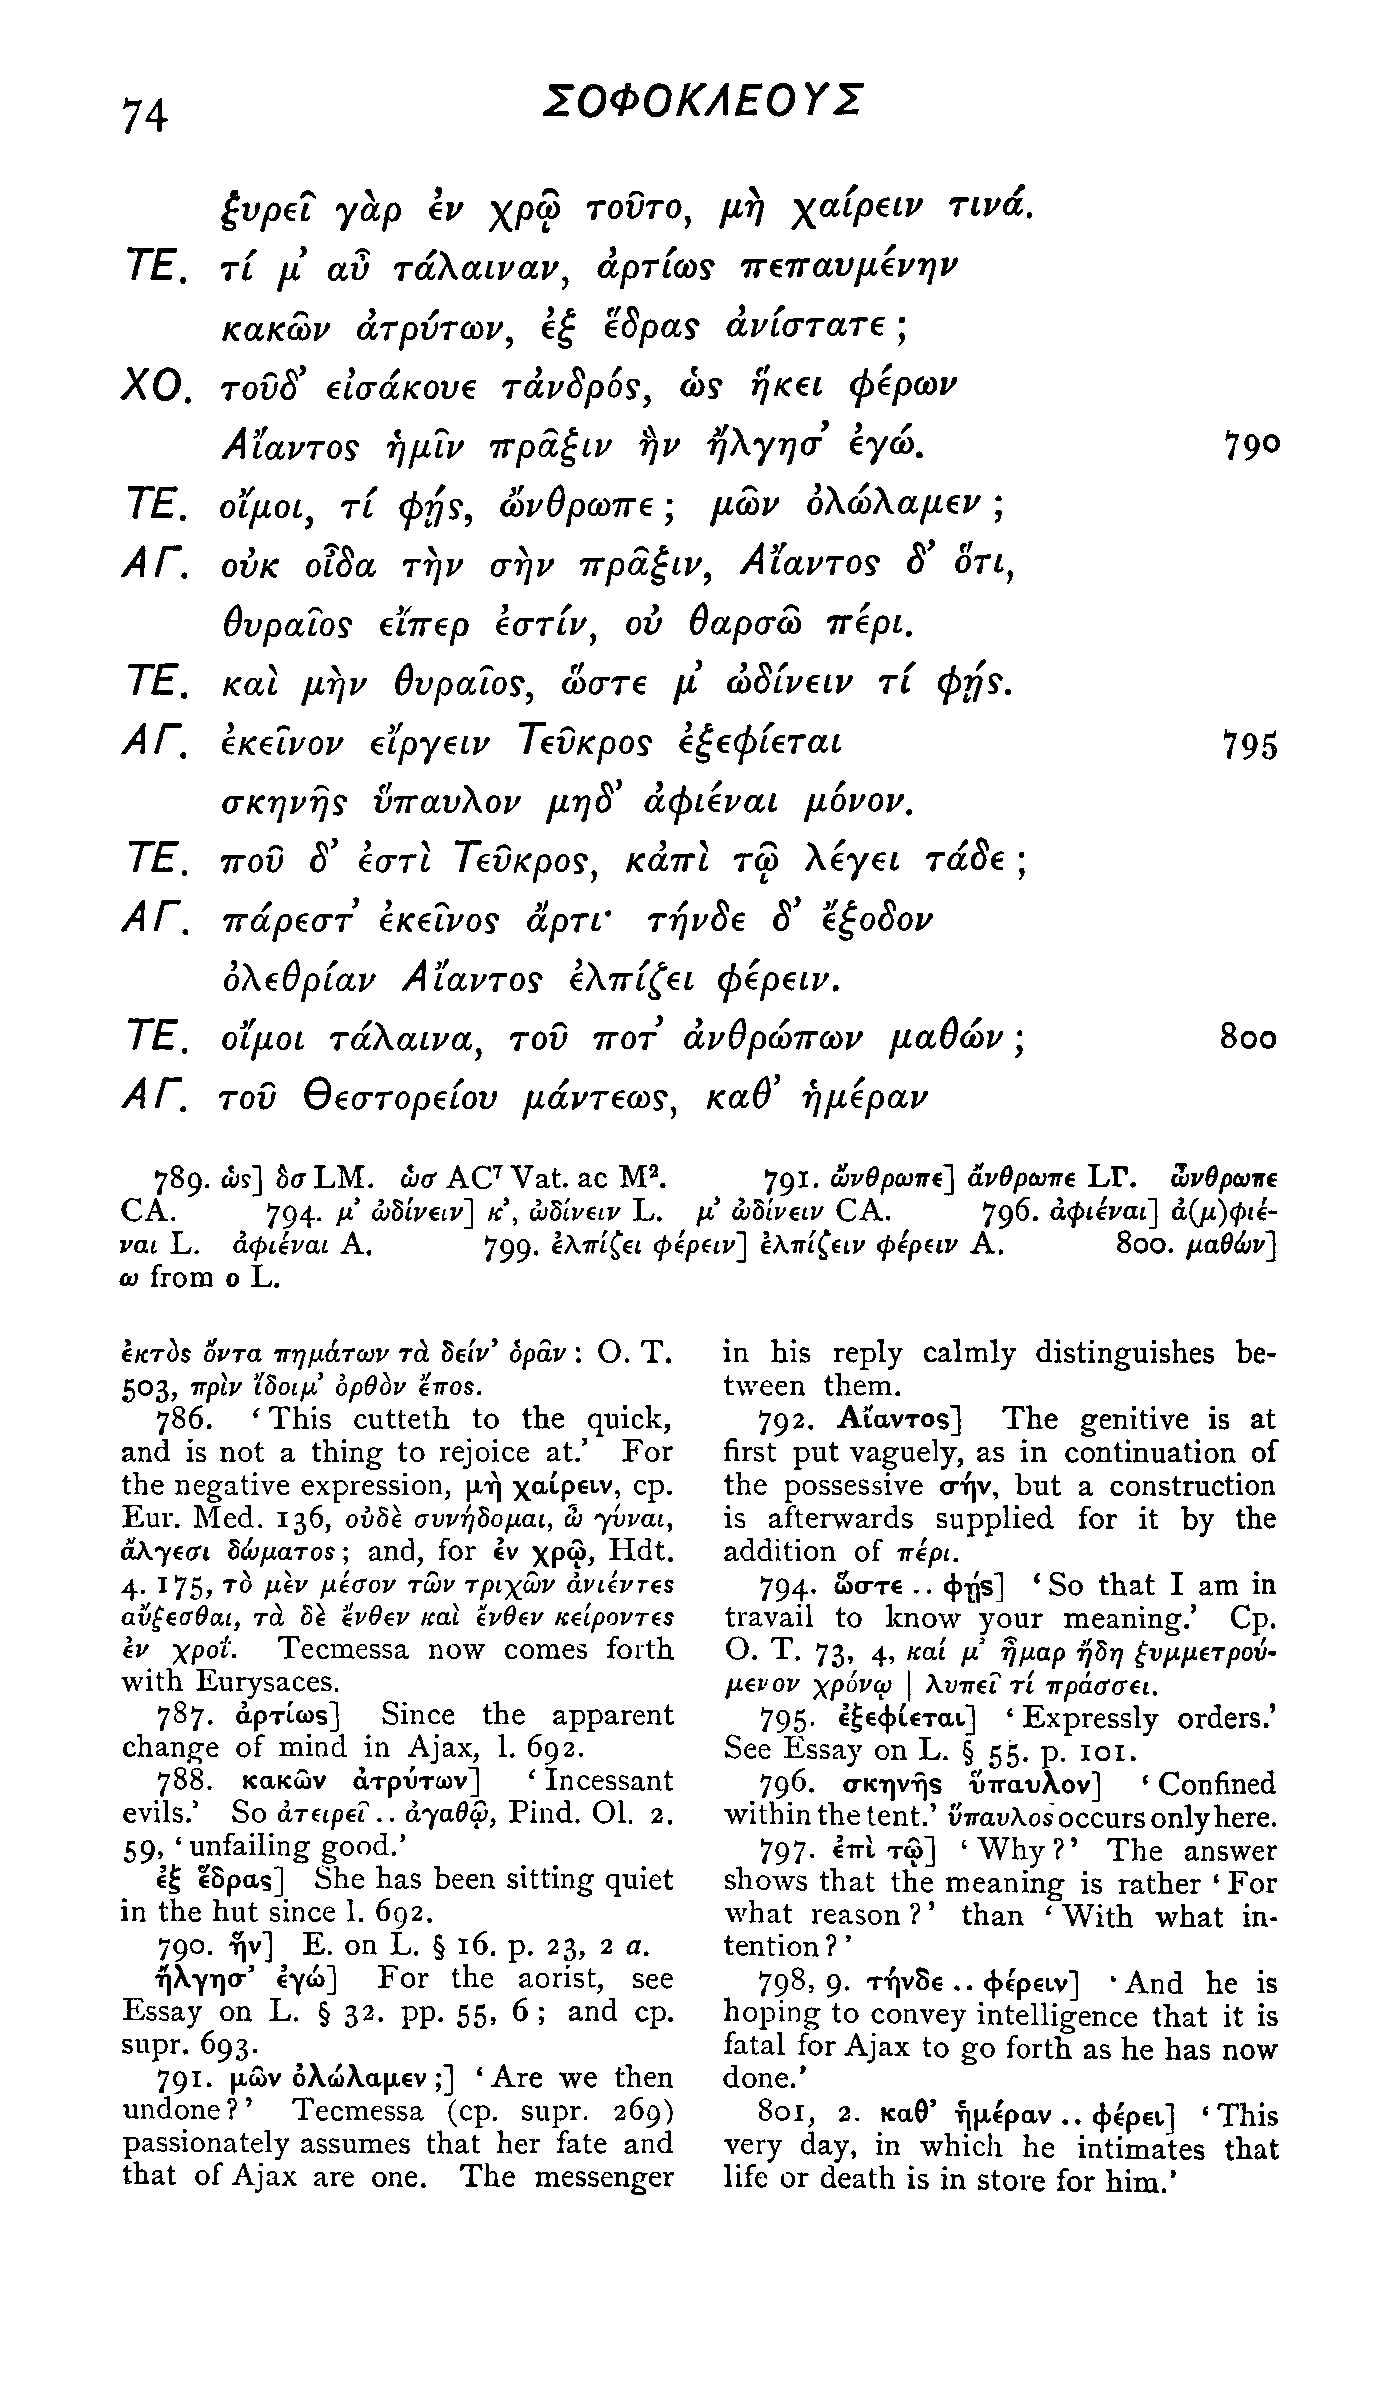 74
ΣΟΦΟΚΛΕΟΥΣ
ξυρεῖ γὰρ ἐν χρῷ τοῦτο, μὴ χαίρειν τινά.
ΤΕ. τί μ’ αὖ τάλαιναν, ἀρτίως πεπαυμένην
κακῶν ἀτρύτων, ἐξ ἕδρας ἀνίστατε ;
ΧΟ. τοῦδ’ εἰσάκουε τἀνδρός, ὡς ἥκει φέρων
Αἴαντος ἡμῖν πρᾶξιν ἣν ἤλγησ’ ἐγώ. 790
ΤΕ. οἴμοι, τί φῄς, ὤνθρωπε ; μῶν ὀλώλαμεν ;
ΑΓ. οὐκ οἶδα τὴν σὴν πρᾶξιν, Αἴαντος δ’ ὅτι,
θυραῖος εἴπερ ἐστίν, οὐ θαρσῶ πέρι.
ΤΕ. καὶ μὴν θυραῖος, ὥστε μ’ ὠδίνειν τί φῄς.
ΑΓ. ἐκεῖνον εἴργειν Τεῦκρος ἐξεφίεται 795
σκηνῆς ὕπαυλον μηδ’ ἀφιέναι μόνον.
ΤΕ. ποῦ δ’ ἐστὶ Τεῦκρος, κἀπὶ τῷ λέγει τάδε ;
ΑΓ. πάρεστ’ ἐκεῖνος ἄρτι· τήνδε δ’ ἔξοδον
ὀλεθρίαν Αἴαντος ἐλπίζει φέρειν.
ΤΕ. οἴμοι τάλαινα, τοῦ ποτ’ ἀνθρώπων μαθών ; 800
ΑΓ. τοῦ Θεστορείου μάντεως, καθ’ ἡμέραν
789. ὡς] ὃσ LM. ὡσ AC⁷ Vat. ac M². 791. ὤνθρωπε] ἄνθρωπε LΓ. ὦνθρωπε
CA. 794. μ’ ὠδίνειν] κ’, ὠδίνειν L. μ’ ὠδίνειν CA. 796. ἀφιέναι] ἀ(μ)φιέ-
ναι L. ἀφιέναι A. 799. ἐλπίζει φέρειν] ἐλπίζειν φέρειν A. 800. μαθών]
ω from ο L.
ἐκτὸς ὄντα πημάτων τὰ δείν’ ὁρᾶν : O. T.
503, πρὶν ἴδοιμ’ ὀρθὸν ἔπος.
786. ‘This cutteth to the quick,
and is not a thing to rejoice at.’ For
the negative expression, μὴ χαίρειν, cp.
Eur. Med. 136, οὐδὲ συνήδομαι, ὦ γύναι,
ἄλγεσι δώματος ; and, for ἐν χρῷ, Hdt.
4. 175, τὸ μὲν μέσον τῶν τριχῶν ἀνιέντες
αὔξεσθαι, τὰ δὲ ἔνθεν καὶ ἔνθεν κείροντες
ἐν χροΐ. Tecmessa now comes forth
with Eurysaces.
787. ἀρτίως] Since the apparent
change of mind in Ajax, l. 692.
788. κακῶν ἀτρύτων] ‘Incessant
evils.’ So ἀτειρεῖ .. ἀγαθῷ, Pind. Ol. 2.
59, ‘unfailing good.’
ἐξ ἕδρας] She has been sitting quiet
in the hut since l. 692.
790. ἥν] E. on L. § 16. p. 23, 2 a.
ἤλγησ’ ἐγώ] For the aorist, see
Essay on L. § 32. pp. 55, 6 ; and cp.
supr. 693.
791. μῶν ὀλώλαμεν ;] ‘Are we then
undone?’ Tecmessa (cp. supr. 269)
passionately assumes that her fate and
that of Ajax are one. The messenger
in his reply calmly distinguishes be-
tween them.
792. Αἴαντος] The genitive is at
first put vaguely, as in continuation of
the possessive σήν, but a construction
is afterwards supplied for it by the
addition of πέρι.
794. ὥστε .. φῄς] ‘So that I am in
travail to know your meaning.’ Cp.
O. T. 73, 4, καί μ’ ἦμαρ ἤδη ξυμμετρού-
μενον χρόνῳ | λυπεῖ τί πράσσει.
795. ἐξεφίεται] ‘Expressly orders.’
See Essay on L. § 55. p. 101.
796. σκηνῆς ὕπαυλον] ‘Confined
within the tent.’ ὕπαυλος occurs only here.
797. ἐπὶ τῷ] ‘Why?’ The answer
shows that the meaning is rather ‘For
what reason?’ than ‘With what in-
tention?’
798, 9. τήνδε .. φέρειν] ‘And he is
hoping to convey intelligence that it is
fatal for Ajax to go forth as he has now
done.’
801, 2. καθ’ ἡμέραν .. φέρει] ‘This
very day, in which he intimates that
life or death is in store for him.’